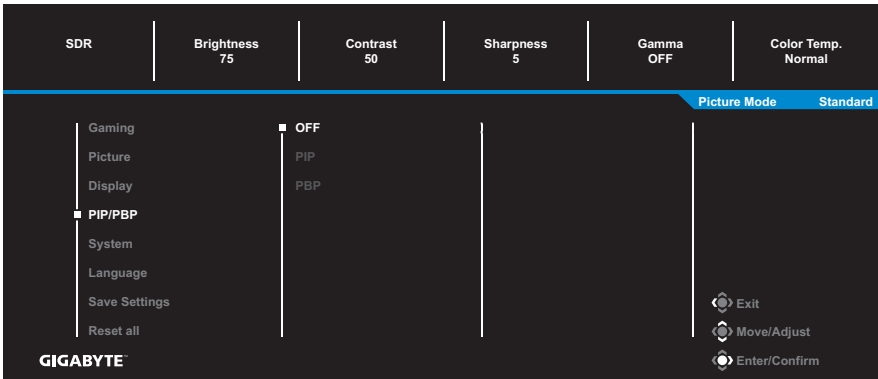 SDR Brightness Contrast Sharpness Gamma Color Temp.
75 50 5 OFF Normal
Picture Mode Standard
Gaming OFF
Picture PIP
Display PBP
PIP/PBP
System
Language
Save Settings Exit
Reset all Move/Adjust
GIGABYTE™ Enter/Confirm